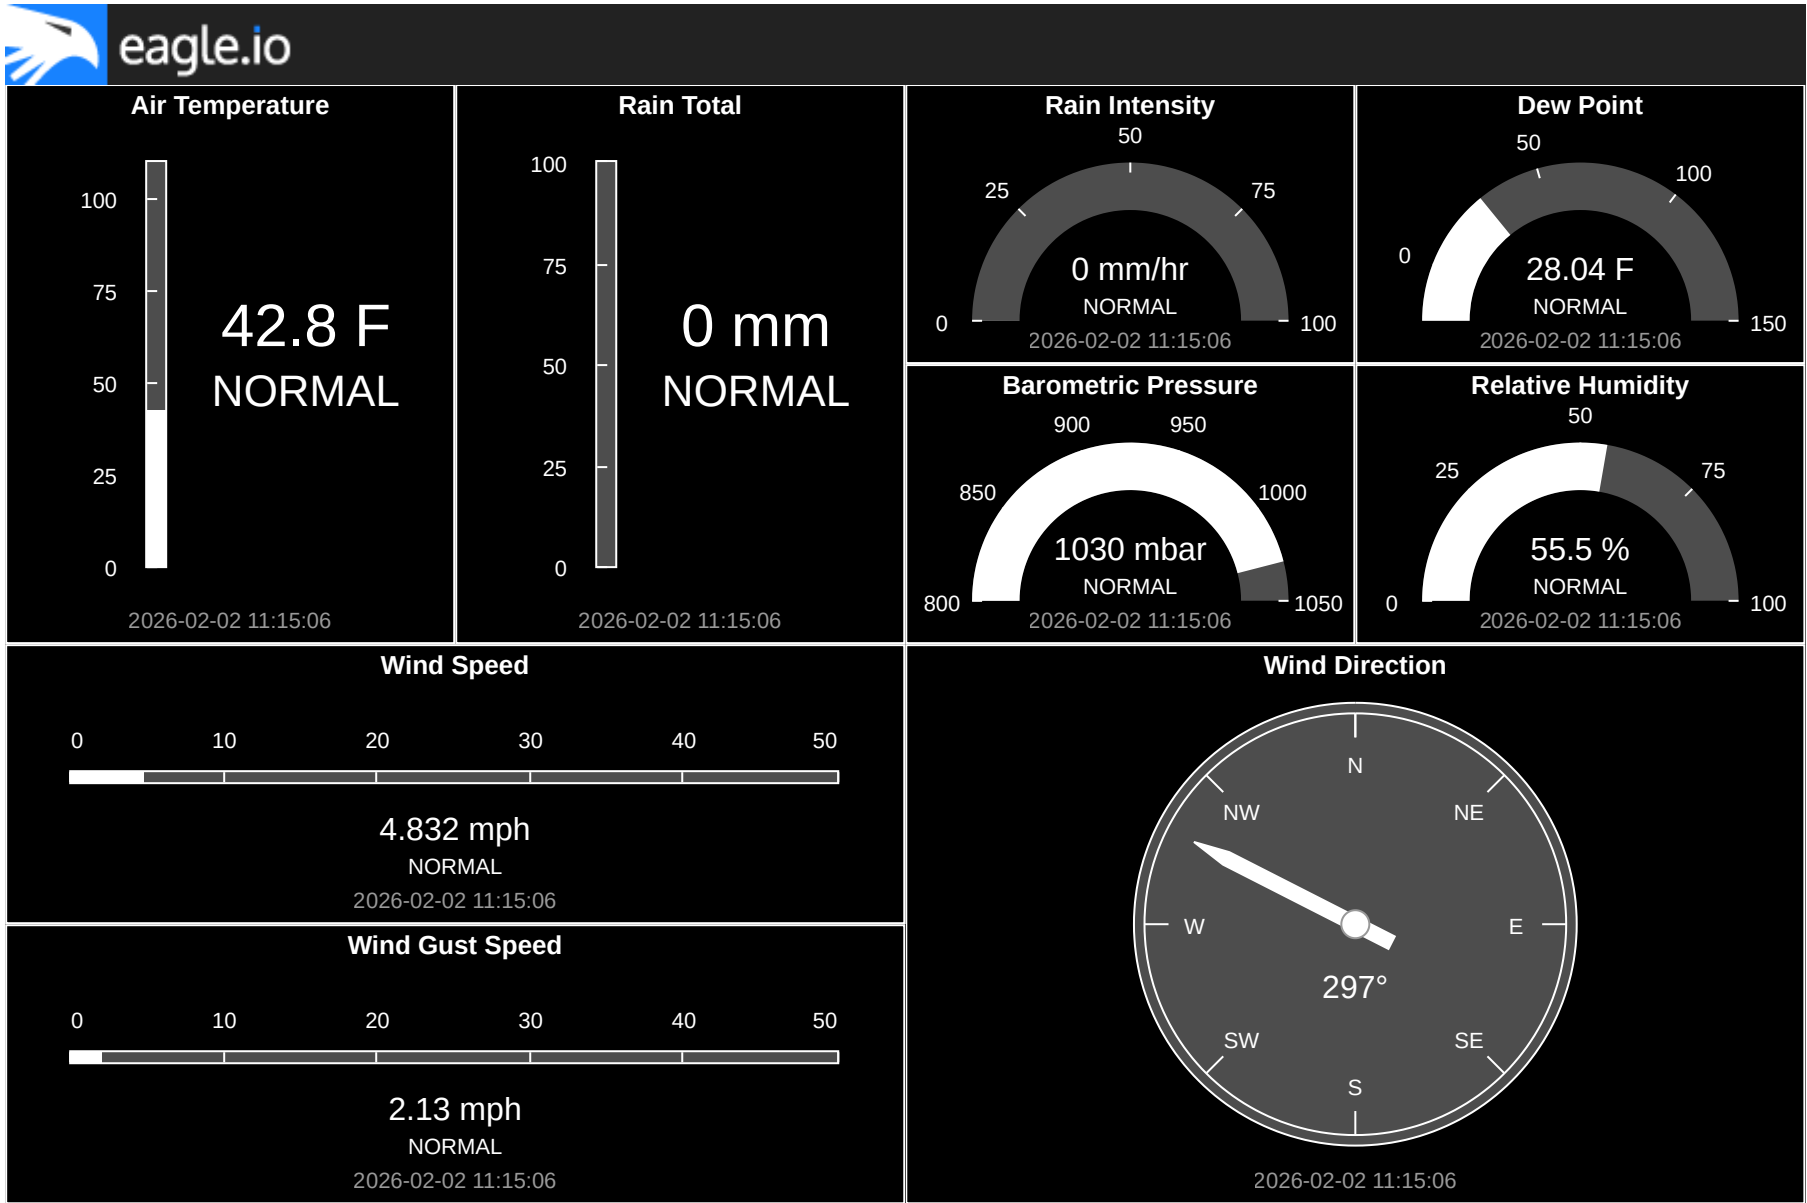 eagle.io
Air Temperature
100
75
50
25
0
42.8 F
NORMAL
2026-02-02 11:15:06
Rain Total
100
75
50
25
0
0 mm
NORMAL
2026-02-02 11:15:06
Rain Intensity
0
25
50
75
100
0 mm/hr
NORMAL
2026-02-02 11:15:06
Dew Point
0
50
100
150
28.04 F
NORMAL
2026-02-02 11:15:06
Barometric Pressure
800
850
900
950
1000
1050
1030 mbar
NORMAL
2026-02-02 11:15:06
Relative Humidity
0
25
50
75
100
55.5 %
NORMAL
2026-02-02 11:15:06
Wind Speed
0 10 20 30 40 50
4.832 mph
NORMAL
2026-02-02 11:15:06
Wind Gust Speed
0 10 20 30 40 50
2.13 mph
NORMAL
2026-02-02 11:15:06
Wind Direction
N
NW NE
W E
297°
SW SE
S
2026-02-02 11:15:06